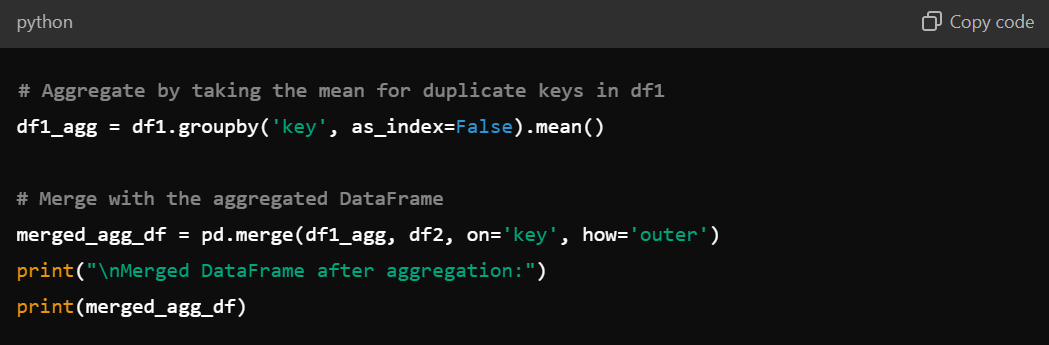 python
Copy code
# Aggregate by taking the mean for duplicate keys in df1
df1_agg = df1.groupby('key', as_index=False).mean()
# Merge with the aggregated DataFrame
merged_agg_df = pd.merge(df1_agg, df2, on='key', how='outer')
print("\nMerged DataFrame after aggregation:")
print(merged_agg_df)